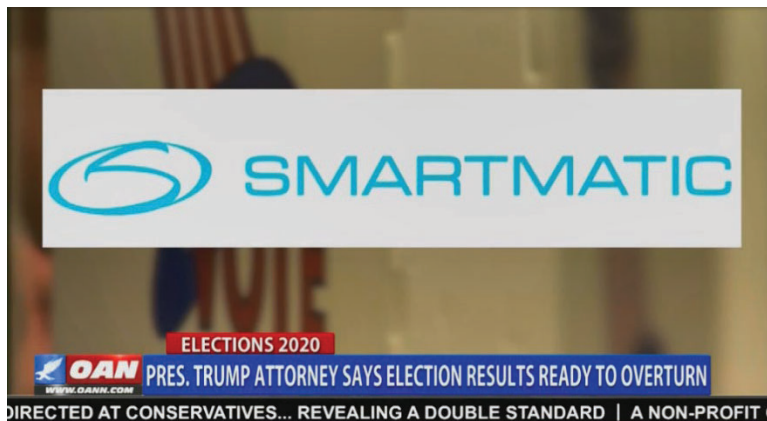 SMARTMATIC
VOTE
ELECTIONS 2020
OAN
WWW.OANN.COM
PRES. TRUMP ATTORNEY SAYS ELECTION RESULTS READY TO OVERTURN
DIRECTED AT CONSERVATIVES... REVEALING A DOUBLE STANDARD | A NON-PROFIT